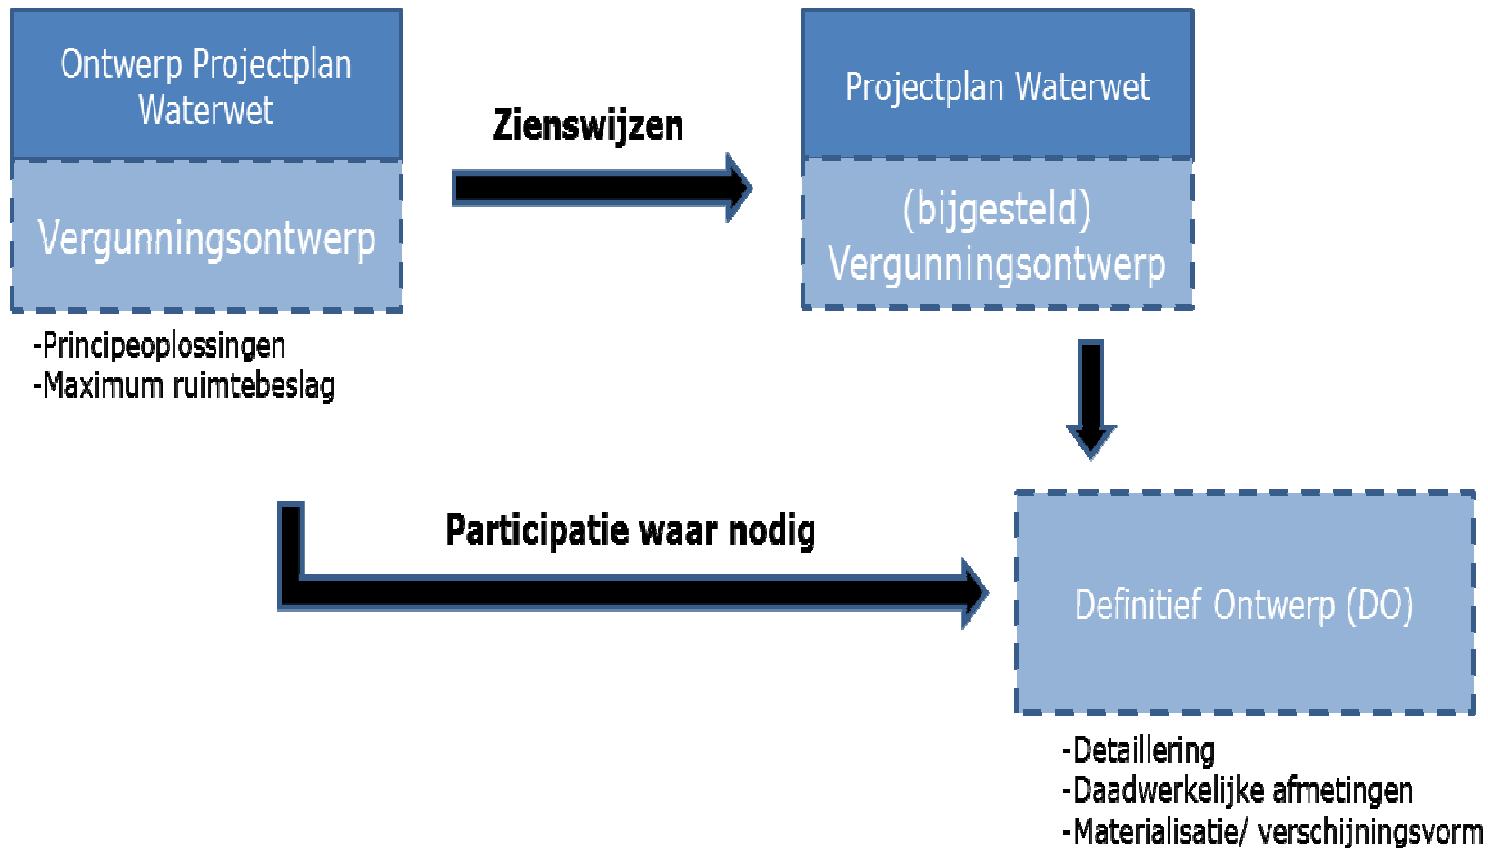 Ontwerp Projectplan
Waterwet
Vergunningsontwerp
-Principeoplossingen
-Maximum ruimtebeslag
Zienswijzen
Projectplan Waterwet
(bijgesteld)
Vergunningsontwerp
Participatie waar nodig
Definitief Ontwerp (DO)
-Detaillering
-Daadwerkelijke afmetingen
-Materialisatie/ verschijningsvorm